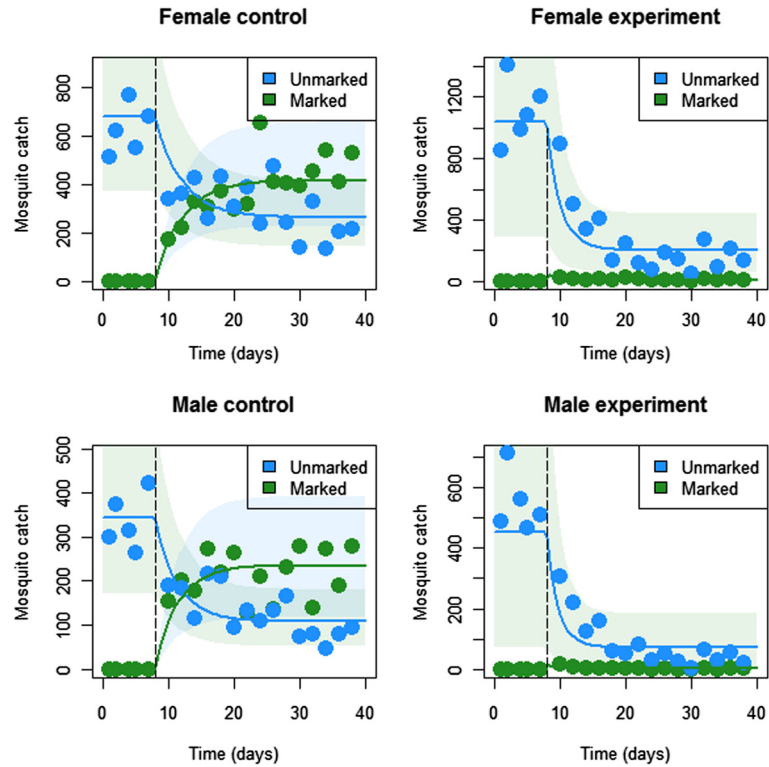 Female control
Unmarked
Marked
Mosquito catch
800
600
400
200
0
0 10 20 30 40
Time (days)
Female experiment
Unmarked
Marked
Mosquito catch
1200
800
400
0
0 10 20 30 40
Time (days)
Male control
Unmarked
Marked
Mosquito catch
500
400
300
200
100
0
0 10 20 30 40
Time (days)
Male experiment
Unmarked
Marked
Mosquito catch
600
400
200
0
0 10 20 30 40
Time (days)